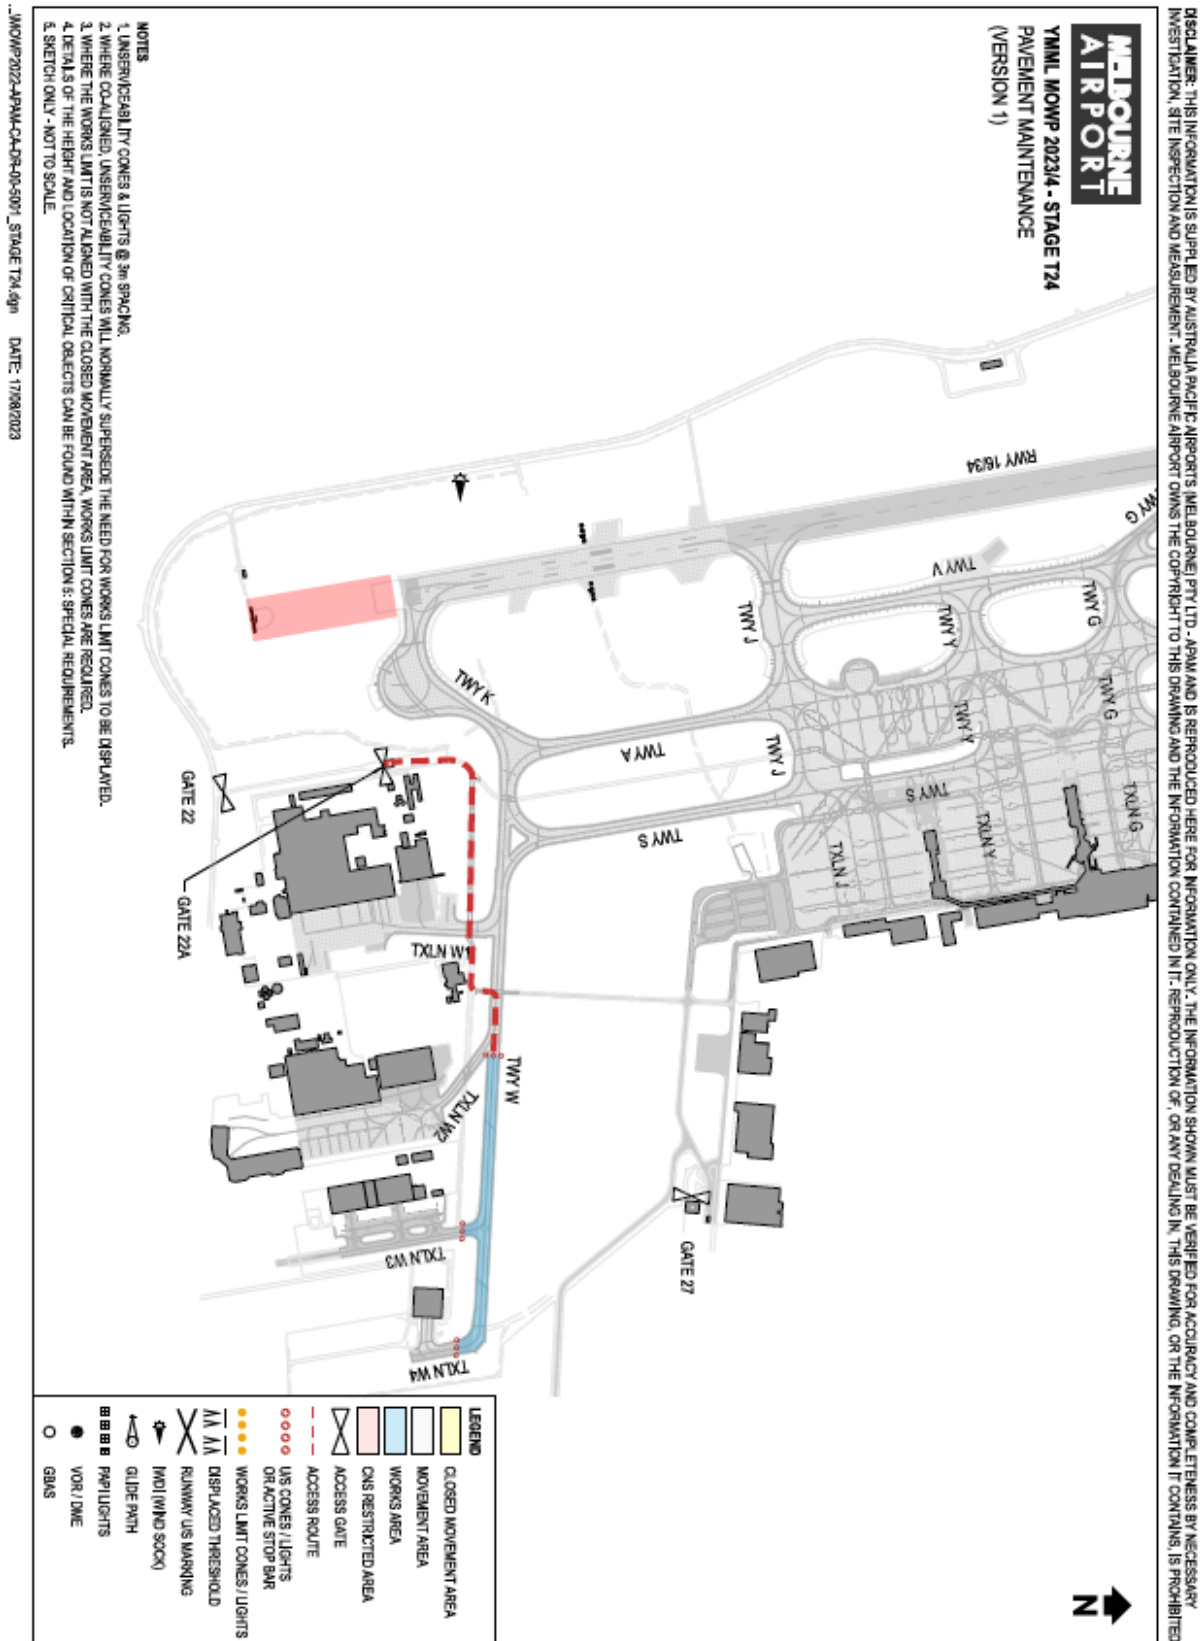 DISCLAIMER: THIS INFORMATION IS SUPPLIED BY AUSTRALIA PACIFIC AIRPORTS (MELBOURNE) PTY LTD - APAM AND IS REPRODUCED HERE FOR INFORMATION ONLY. THE INFORMATION SHOWN MUST BE VERIFIED FOR ACCURACY AND COMPLETENESS BY NECESSARY
INVESTIGATION, SITE INSPECTION AND MEASUREMENT. MELBOURNE AIRPORT OWNS THE COPYRIGHT TO THIS DRAWING AND THE INFORMATION CONTAINED IN IT. REPRODUCTION OF, OR ANY DEALING IN, THIS DRAWING, OR THE INFORMATION IT CONTAINS, IS PROHIBITED
MELBOURNE
AIRPORT
YMML MOWP 2023/4 - STAGE T24
PAVEMENT MAINTENANCE
(VERSION 1)
N
RWY 16/34
TWY G
TWY V
TWY G
TWY J
TWY Y
TWY G
TWY K
TWY Y
TWY A
TWY J
TWY S
TXLN G
TXLN Y
TWY S
TXLN J
GATE 22
GATE 22A
TXLN W1
TWY W
TXLN W2
TXLN W3
GATE 27
TXLN W4
NOTES
1. UNSERVICEABILITY CONES & LIGHTS @ 3m SPACING.
2. WHERE CO-ALIGNED, UNSERVICEABILITY CONES WILL NORMALLY SUPERSEDE THE NEED FOR WORKS LIMIT CONES TO BE DISPLAYED.
3. WHERE THE WORKS LIMIT IS NOT ALIGNED WITH THE CLOSED MOVEMENT AREA, WORKS LIMIT CONES ARE REQUIRED.
4. DETAILS OF THE HEIGHT AND LOCATION OF CRITICAL OBJECTS CAN BE FOUND WITHIN SECTION 5: SPECIAL REQUIREMENTS.
5. SKETCH ONLY - NOT TO SCALE.
LEGEND
CLOSED MOVEMENT AREA
MOVEMENT AREA
WORKS AREA
CNS RESTRICTED AREA
ACCESS GATE
ACCESS ROUTE
U/S CONES / LIGHTS
OR ACTIVE STOP BAR
WORKS LIMIT CONES / LIGHTS
DISPLACED THRESHOLD
RUNWAY U/S MARKING
IWDI (WIND SOCK)
GLIDE PATH
PAPI LIGHTS
VOR / DME
GBAS
...\MOWP2022-APAM-CA-DR-00-5001_STAGE T24.dgn DATE: 17/08/2023